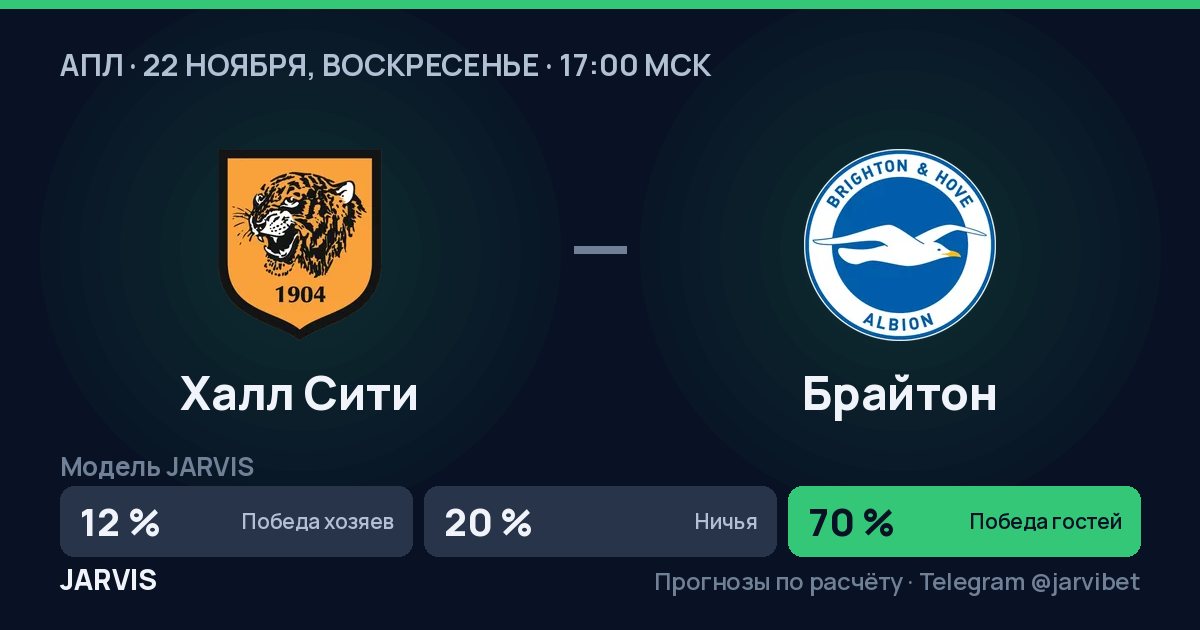 АПЛ · 22 НОЯБРЯ, ВОСКРЕСЕНЬЕ · 17:00 МСК
1904
BRIGHTON & HOVE
ALBION
Халл Сити
—
Брайтон
Модель JARVIS
12 % Победа хозяев
20 % Ничья
70 % Победа гостей
JARVIS
Прогнозы по расчёту · Telegram @jarvibet